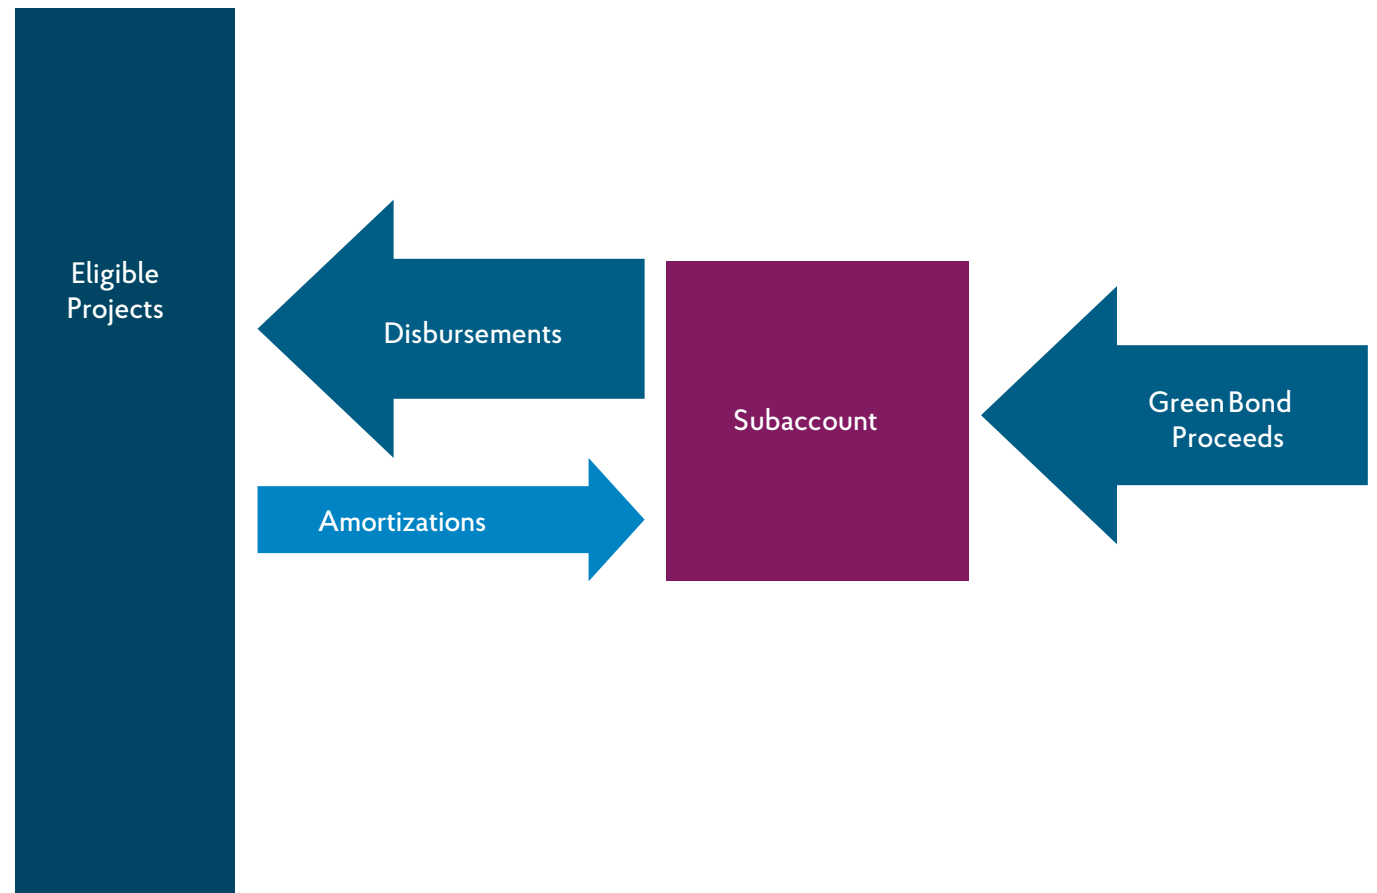 Eligible
Projects
Disbursements
Amortizations
Subaccount
Green Bond
Proceeds